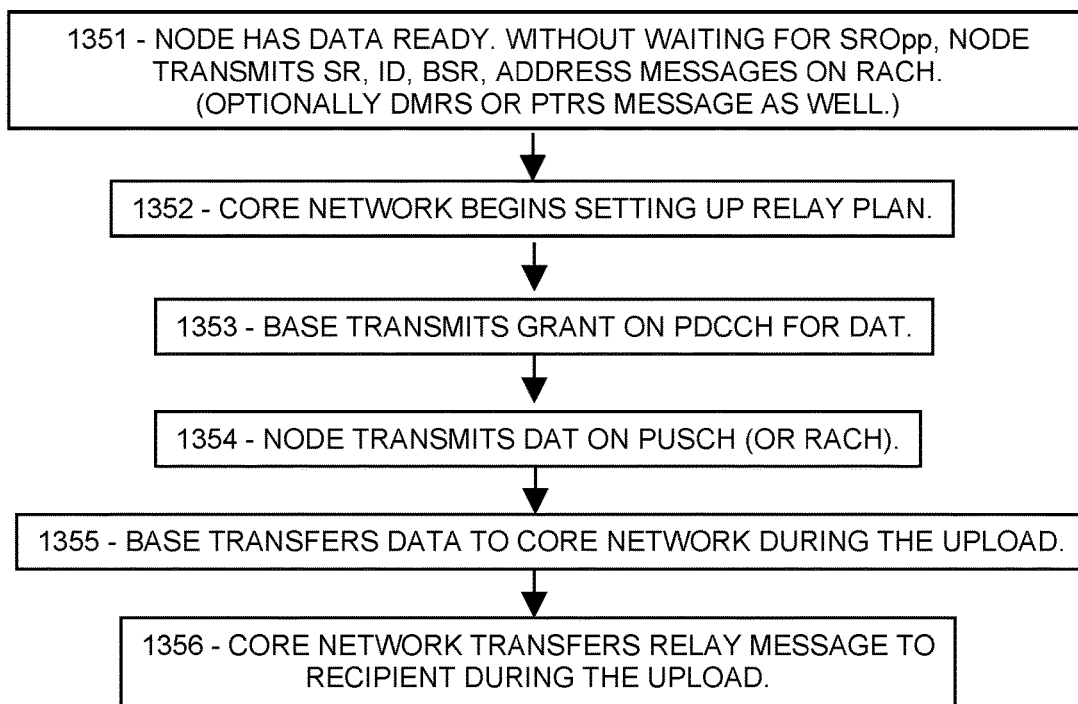 1351 - NODE HAS DATA READY. WITHOUT WAITING FOR SROpp, NODE
TRANSMITS SR, ID, BSR, ADDRESS MESSAGES ON RACH.
(OPTIONALLY DMRS OR PTRS MESSAGE AS WELL.)
1352 - CORE NETWORK BEGINS SETTING UP RELAY PLAN.
1353 - BASE TRANSMITS GRANT ON PDCCH FOR DAT.
1354 - NODE TRANSMITS DAT ON PUSCH (OR RACH).
1355 - BASE TRANSFERS DATA TO CORE NETWORK DURING THE UPLOAD.
1356 - CORE NETWORK TRANSFERS RELAY MESSAGE TO
RECIPIENT DURING THE UPLOAD.